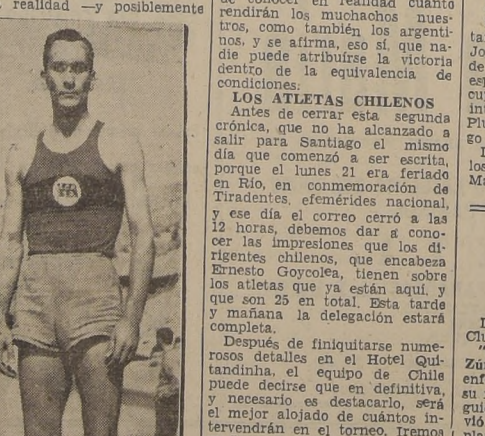 realidad —y posiblemente
de conocer en realidad cuánto
rendirán los muchachos nues-
tros, como también los argenti-
nos, y se afirma, eso sí, que na-
die puede atribuírse la victoria
dentro de la equivalencia de
condiciones.
LOS ATLETAS CHILENOS
Antes de cerrar esta segunda
crónica, que no ha alcanzado a
salir para Santiago el mismo
día que comenzó a ser escrita,
porque el lunes 21 era feriado
en Río, en conmemoración de
Tiradentes, efemérides nacional,
y ese día el correo cerró a las
12 horas, debemos dar a cono-
cer las impresiones que los di-
rigentes chilenos, que encabeza
Ernesto Goycolea, tienen sobre
los atletas que ya están aquí, y
que son 25 en total. Esta tarde
y mañana la delegación estará
completa.
Después de finiquitarse nume-
rosos detalles en el Hotel Qui-
tandinha, el equipo de Chile
puede decirse que en definitiva,
y necesario es destacarlo, será
el mejor alojado de cuántos in-
tervendrán en el torneo. Iremos